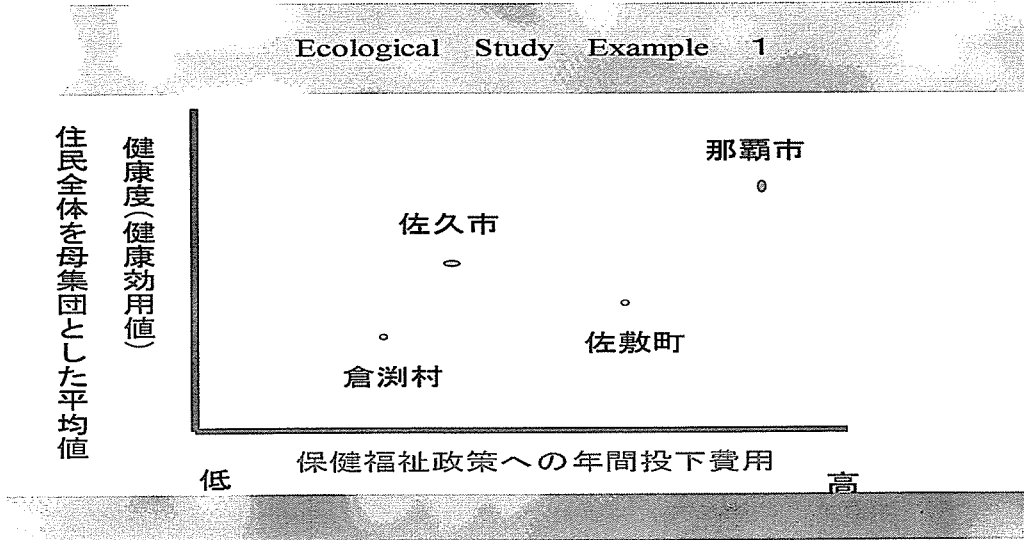 Ecological Study Example 1
住民全体を母集団とした平均値
健康度(健康効用値)
那覇市
佐久市
佐敷町
倉渕村
保健福祉政策への年間投下費用
低
高